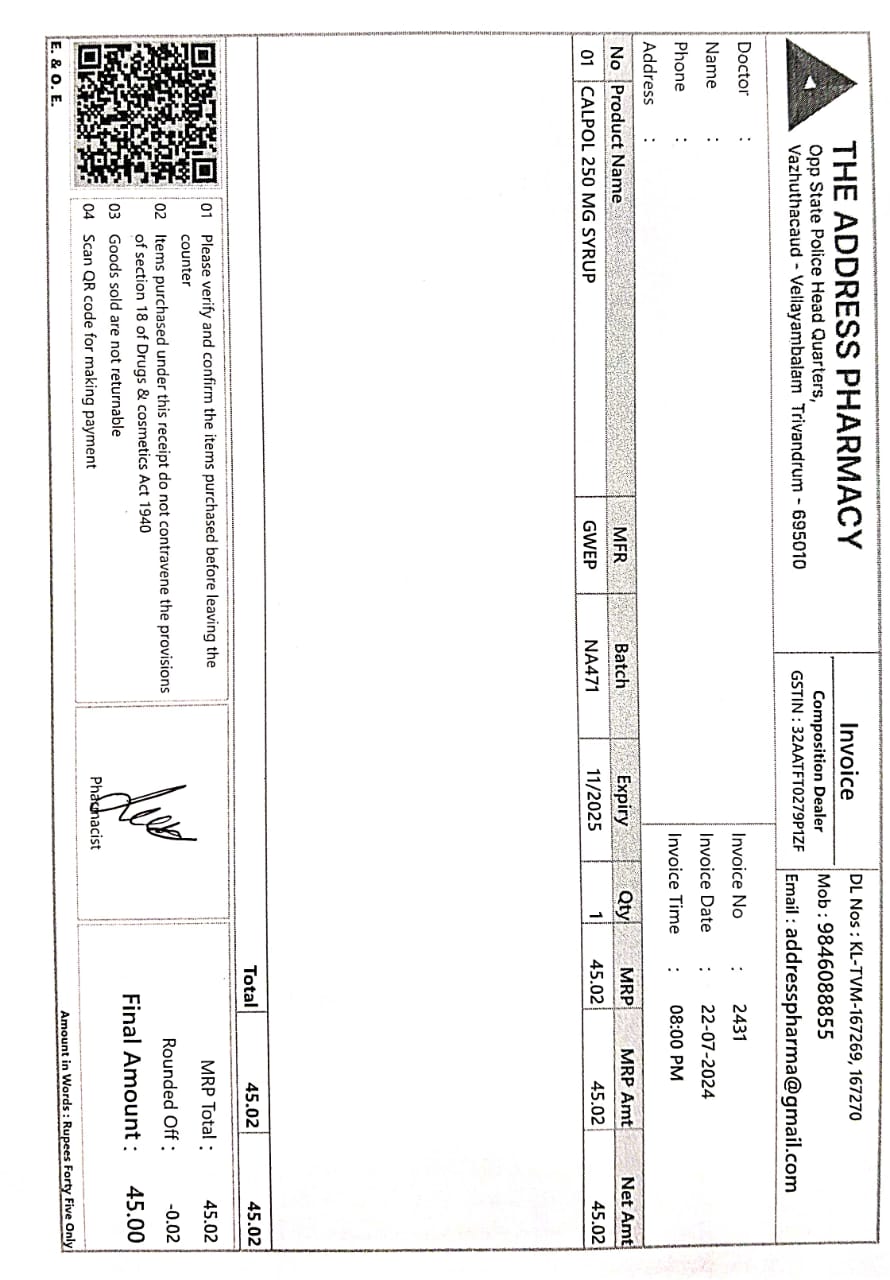 THE ADDRESS PHARMACY
Opp State Police Head Quarters,
Vazhuthacaud - Vellayambalam Trivandrum - 695010
Invoice
Composition Dealer
GSTIN : 32AATFT0279P1ZF
DL Nos : KL-TVM-167269, 167270
Mob : 9846088855
Email : addresspharma@gmail.com
Doctor :
Name :
Phone :
Address :
Invoice No : 2431
Invoice Date : 22-07-2024
Invoice Time : 08:00 PM
No Product Name MFR Batch Expiry Qty MRP MRP Amt Net Amt
01 CALPOL 250 MG SYRUP GWEP NA471 11/2025 1 45.02 45.02 45.02
Total 45.02 45.02
01 Please verify and confirm the items purchased before leaving the
counter
02 Items purchased under this receipt do not contravene the provisions
of section 18 of Drugs & cosmetics Act 1940
03 Goods sold are not returnable
04 Scan QR code for making payment
Pharmacist
MRP Total : 45.02
Rounded Off : -0.02
Final Amount : 45.00
E. & O. E.
Amount in Words : Rupees Forty Five Only